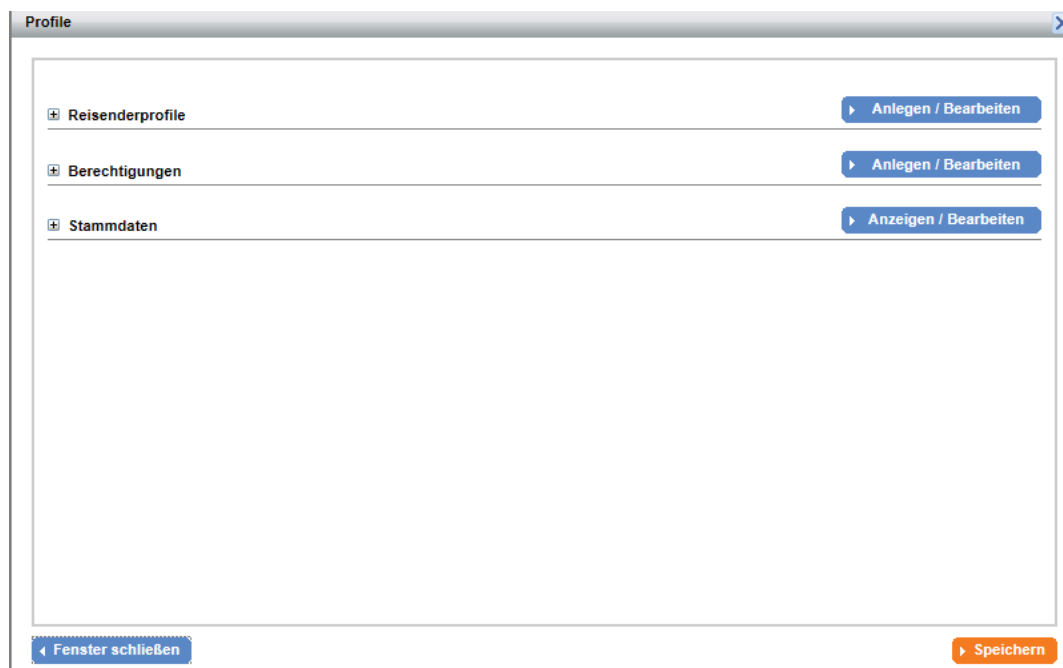 Profile
Reisenderprofile
Anlegen / Bearbeiten
Berechtigungen
Anlegen / Bearbeiten
Stammdaten
Anzeigen / Bearbeiten
Fenster schließen
Speichern